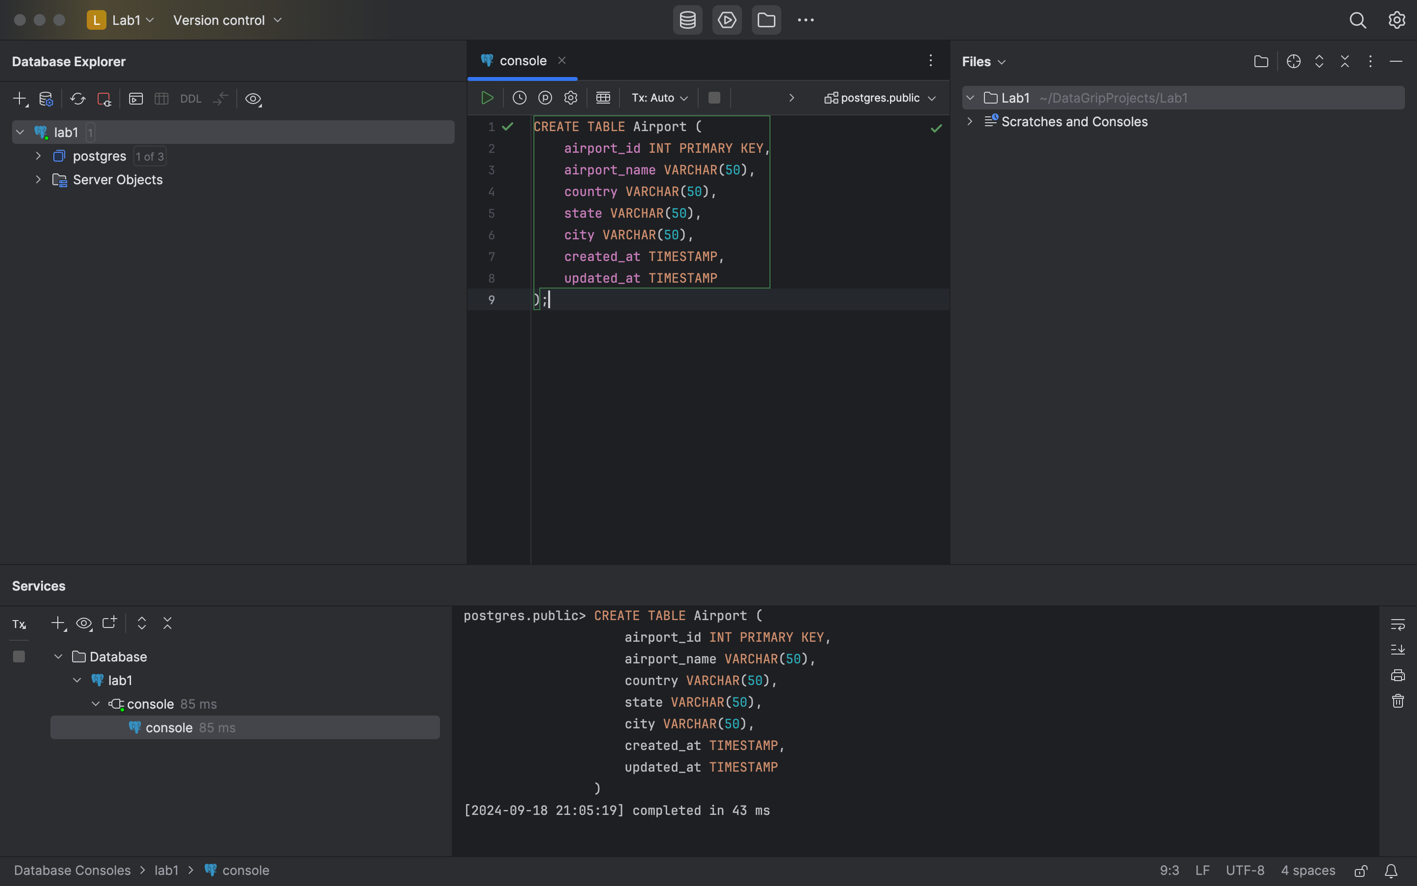 L Lab1 Version control
Database Explorer
DDL
lab1 1
postgres 1 of 3
Server Objects
console
Tx: Auto postgres.public
1 CREATE TABLE Airport (
2 airport_id INT PRIMARY KEY,
3 airport_name VARCHAR(50),
4 country VARCHAR(50),
5 state VARCHAR(50),
6 city VARCHAR(50),
7 created_at TIMESTAMP,
8 updated_at TIMESTAMP
9 );
Files
Lab1 ~/DataGripProjects/Lab1
Scratches and Consoles
Services
Tx
Database
lab1
console 85 ms
console 85 ms
postgres.public> CREATE TABLE Airport (
airport_id INT PRIMARY KEY,
airport_name VARCHAR(50),
country VARCHAR(50),
state VARCHAR(50),
city VARCHAR(50),
created_at TIMESTAMP,
updated_at TIMESTAMP
)
[2024-09-18 21:05:19] completed in 43 ms
Database Consoles > lab1 > console
9:3 LF UTF-8 4 spaces